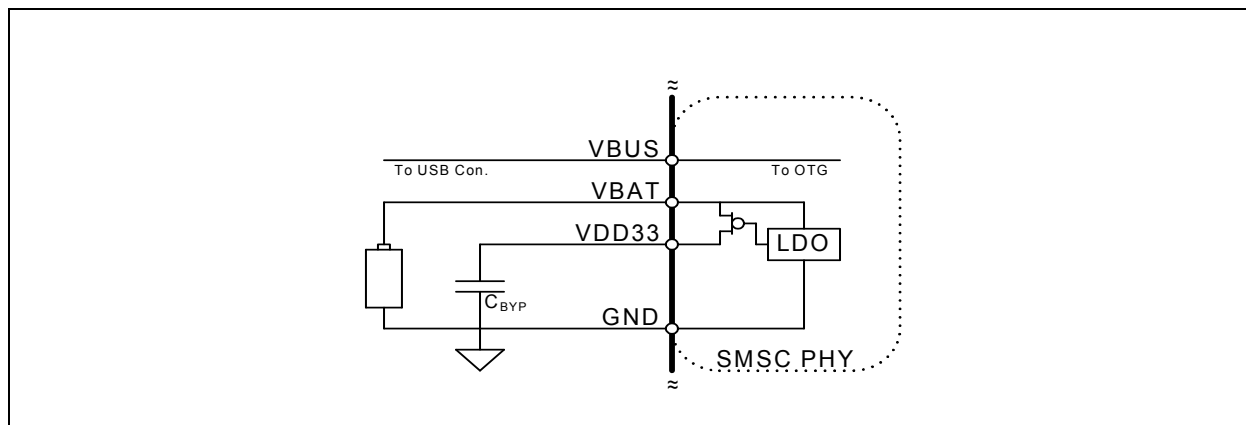 ≈
VBUS
To USB Con.
To OTG
VBAT
VDD33
LDO
CBYP
GND
SMSC PHY
≈